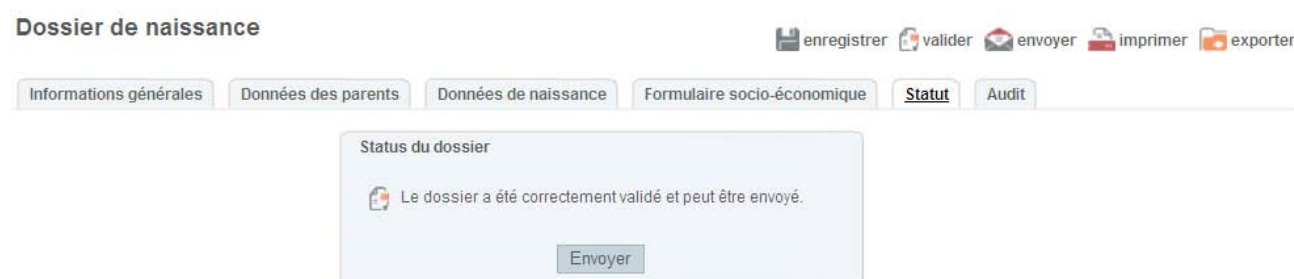 Dossier de naissance
enregistrer valider envoyer imprimer exporter
Informations générales Données des parents Données de naissance Formulaire socio-économique Statut Audit
Status du dossier
Le dossier a été correctement validé et peut être envoyé.
Envoyer